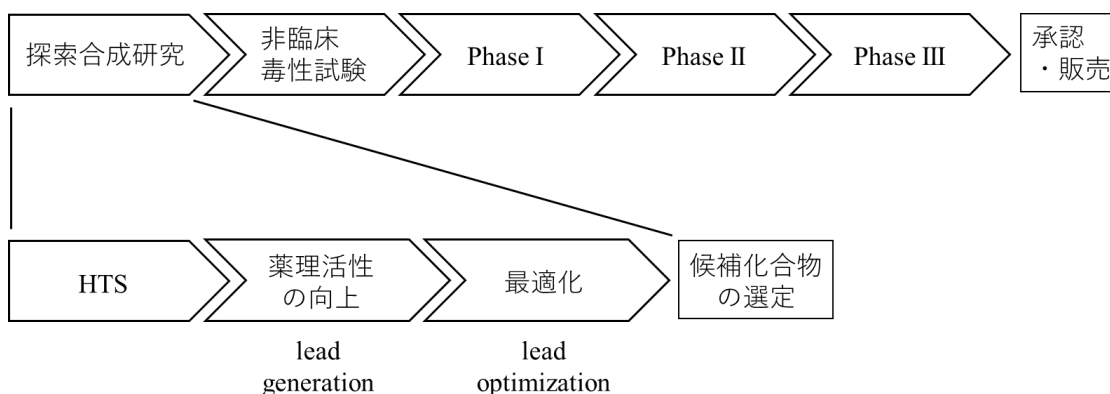 探索合成研究
非臨床
毒性試験
Phase I
Phase II
Phase III
承認
・販売
HTS
薬理活性
の向上
最適化
候補化合物
の選定
lead
generation
lead
optimization